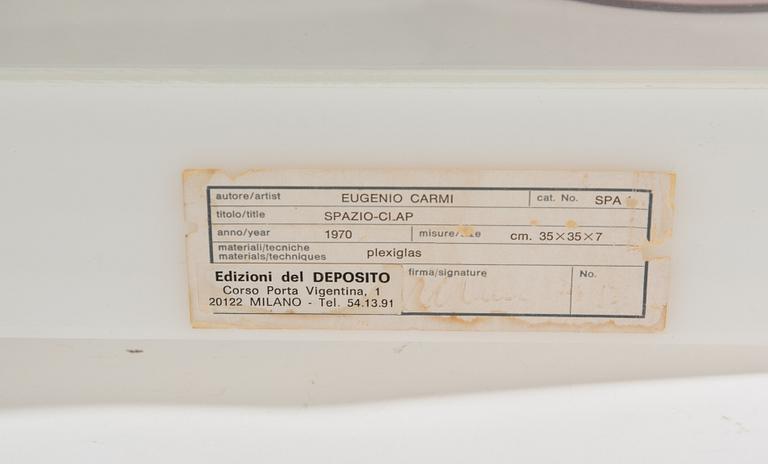 autore/artist EUGENIO CARMI cat. No. SPA
titolo/title SPAZIO-CI.AP
anno/year 1970 misure/ cm. 35×35×7
materiali/tecniche
materials/techniques plexiglas
Edizioni del DEPOSITO firma/signature No.
Corso Porta Vigentina, 1
20122 MILANO - Tel. 54.13.91